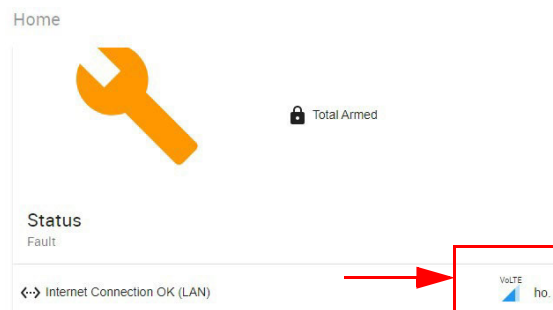 Home
Total Armed
Status
Fault
Internet Connection OK (LAN)
VoLTE
ho.